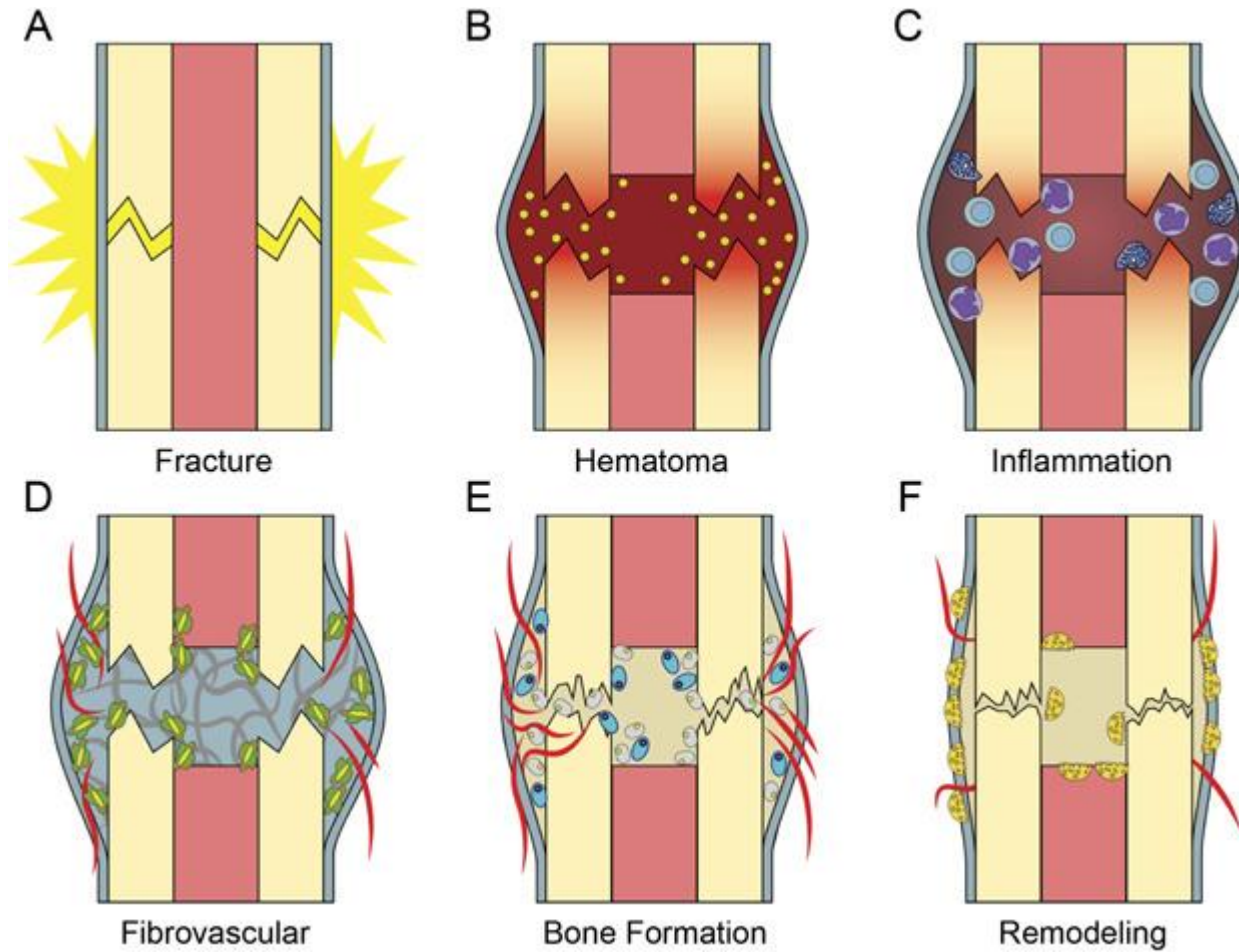 A
B
C
Fracture
Hematoma
Inflammation
D
E
F
Fibrovascular
Bone Formation
Remodeling